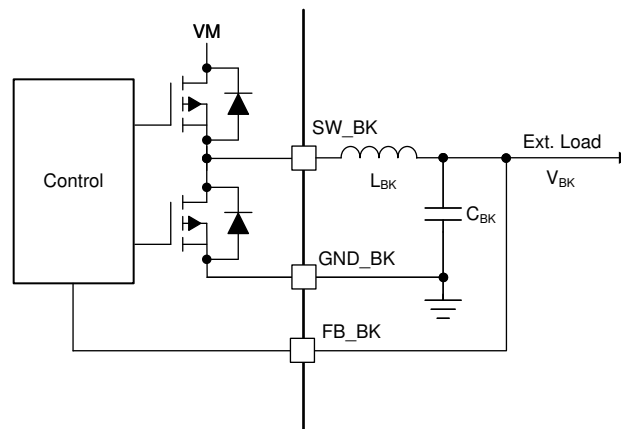 VM
SW_BK
Ext. Load
Control
L_BK
V_BK
C_BK
GND_BK
FB_BK